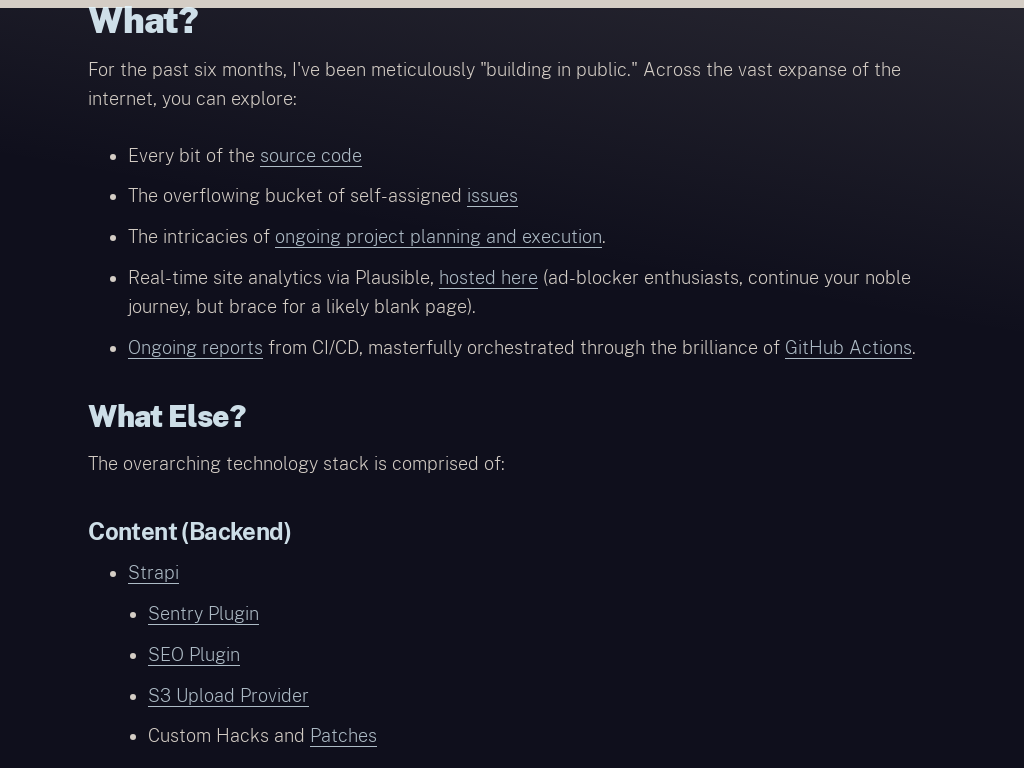 What?
For the past six months, I've been meticulously "building in public." Across the vast expanse of the
internet, you can explore:
Every bit of the source code
The overflowing bucket of self-assigned issues
The intricacies of ongoing project planning and execution.
Real-time site analytics via Plausible, hosted here (ad-blocker enthusiasts, continue your noble
journey, but brace for a likely blank page).
Ongoing reports from CI/CD, masterfully orchestrated through the brilliance of GitHub Actions.
What Else?
The overarching technology stack is comprised of:
Content (Backend)
Strapi
Sentry Plugin
SEO Plugin
S3 Upload Provider
Custom Hacks and Patches